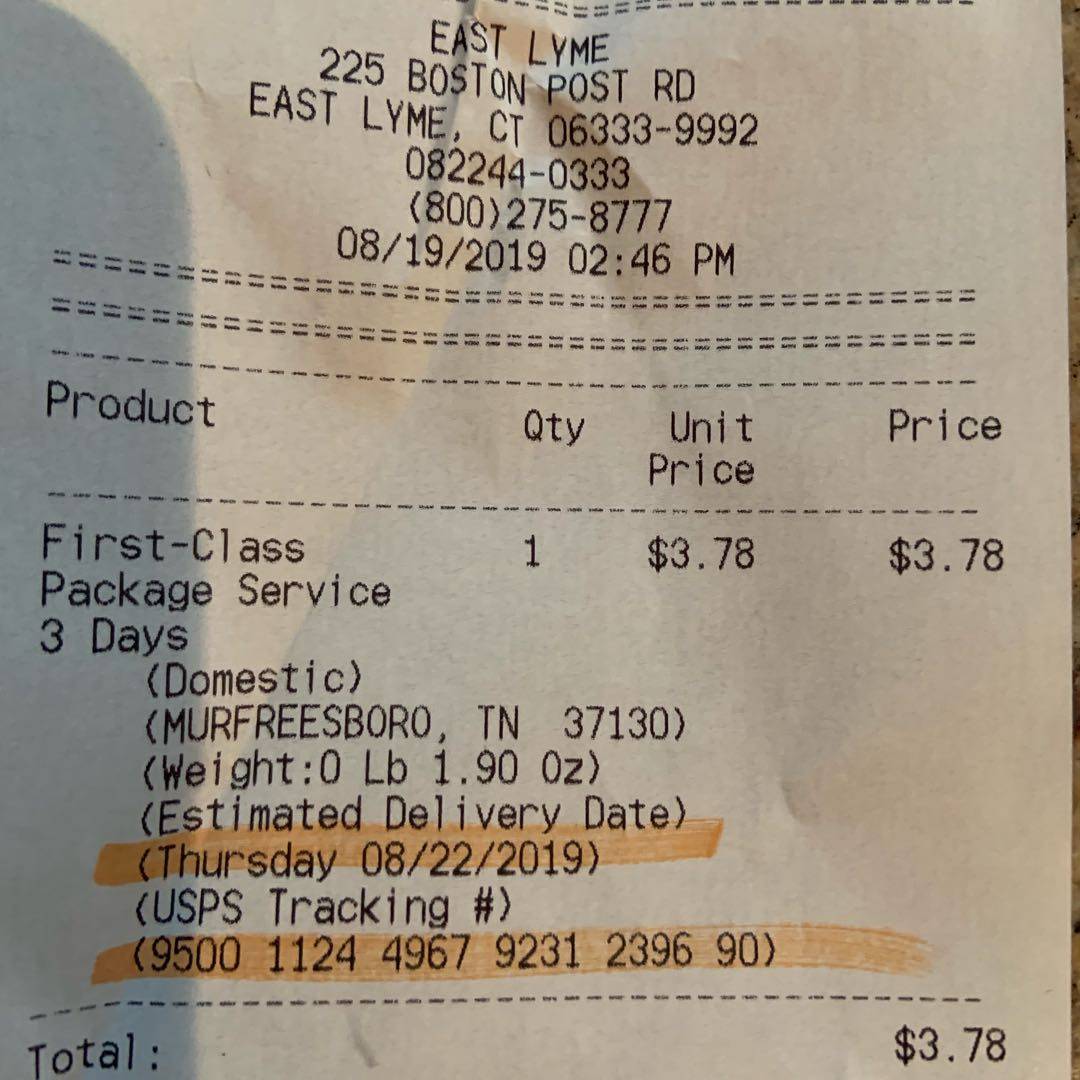 EAST LYME
225 BOSTON POST RD
EAST LYME, CT 06333-9992
082244-0333
(800)275-8777
08/19/2019 02:46 PM
Product Qty Unit Price
Price
First-Class 1 $3.78 $3.78
Package Service
3 Days
(Domestic)
(MURFREESBORO, TN 37130)
(Weight:0 Lb 1.90 Oz)
(Estimated Delivery Date)
(Thursday 08/22/2019)
(USPS Tracking #)
(9500 1124 4967 9231 2396 90)
Total: $3.78